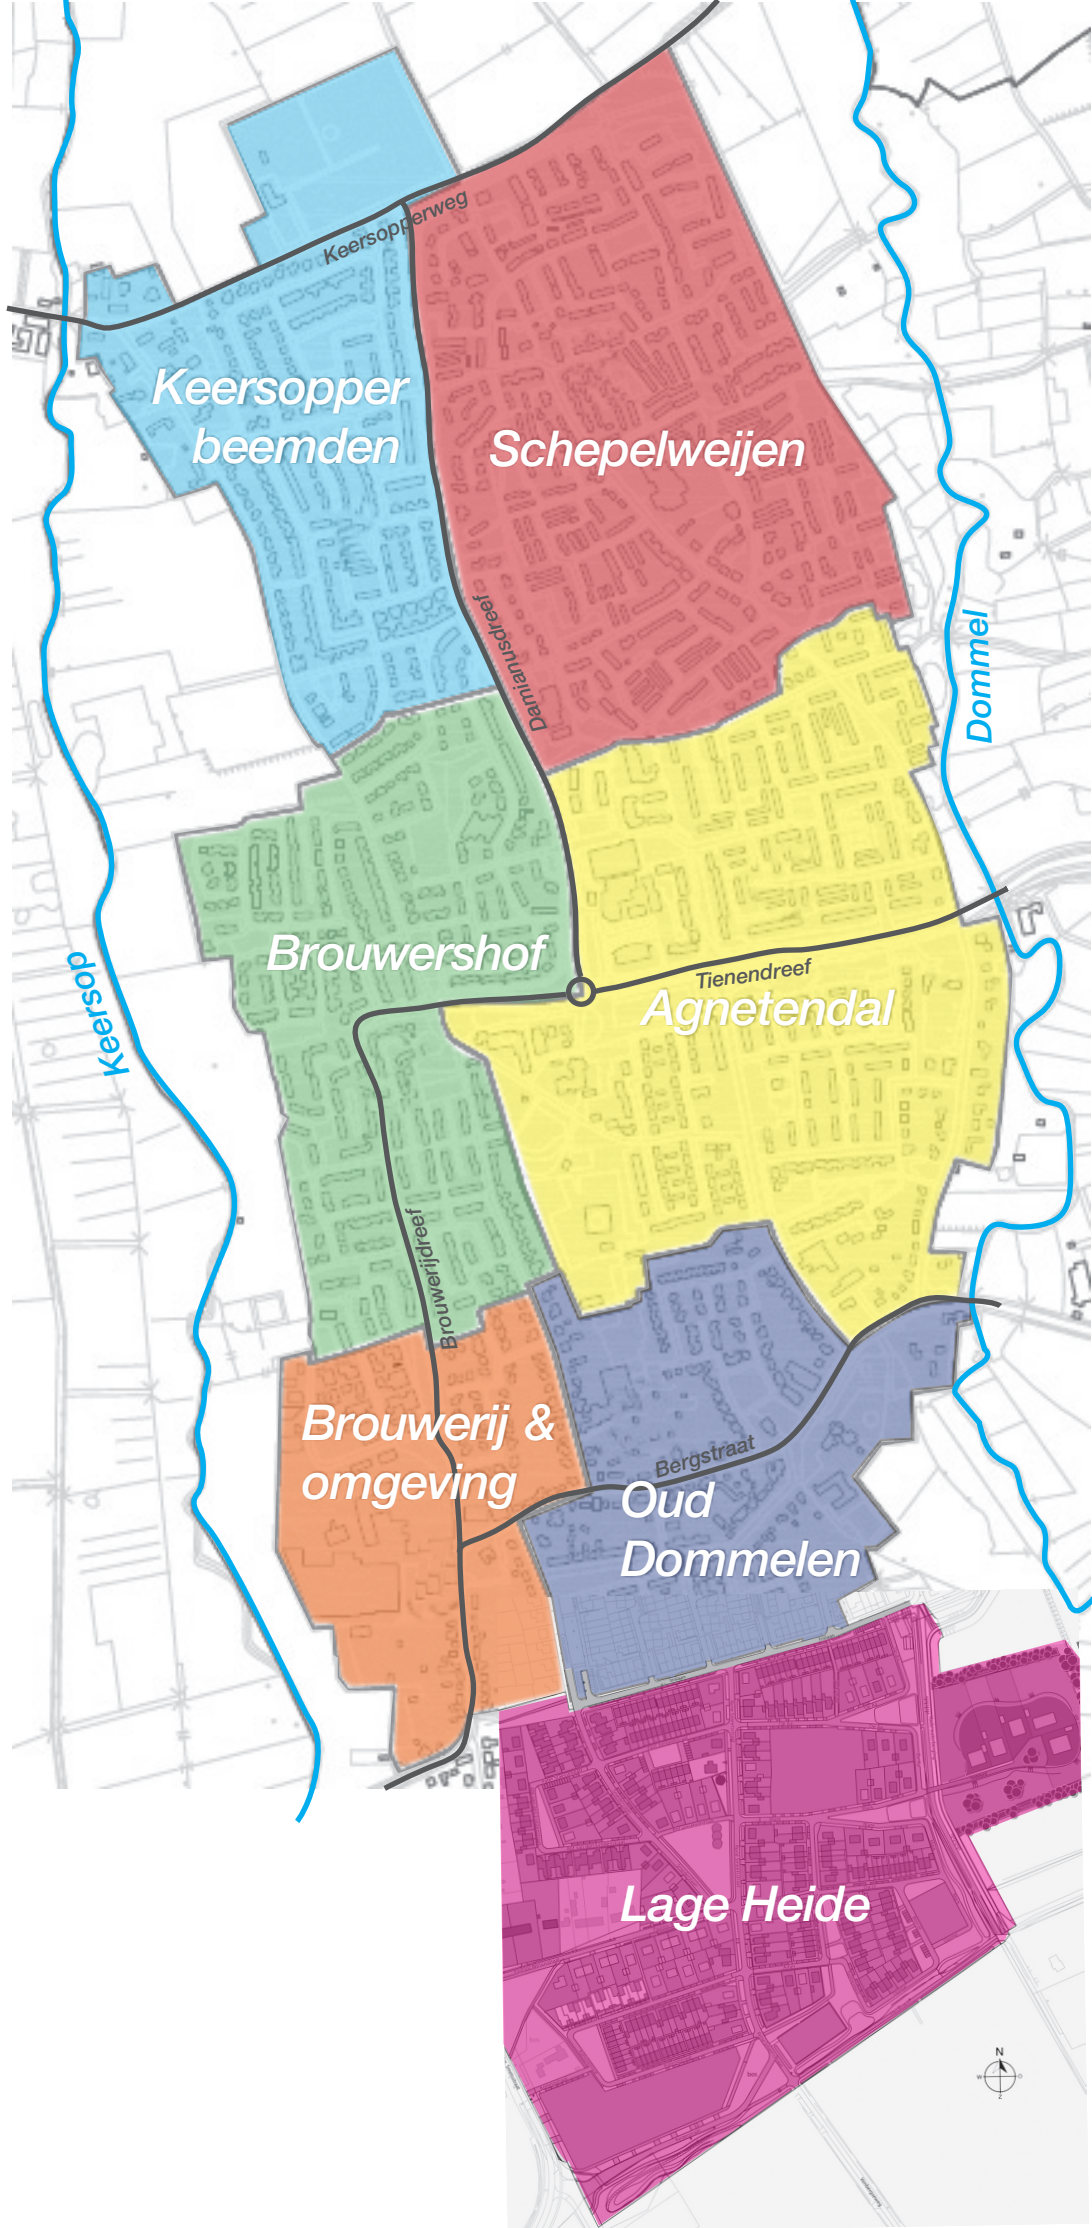 Keersopperweg
Keersopper
beemden
Schepelweijen
Damianusdreef
Dommel
Brouwershof
Keersop
Tienendreef
Agnetendal
Brouwerijdreef
Brouwerij &
omgeving
Bergstraat
Oud
Dommelen
Lage Heide
N
W
O
Z